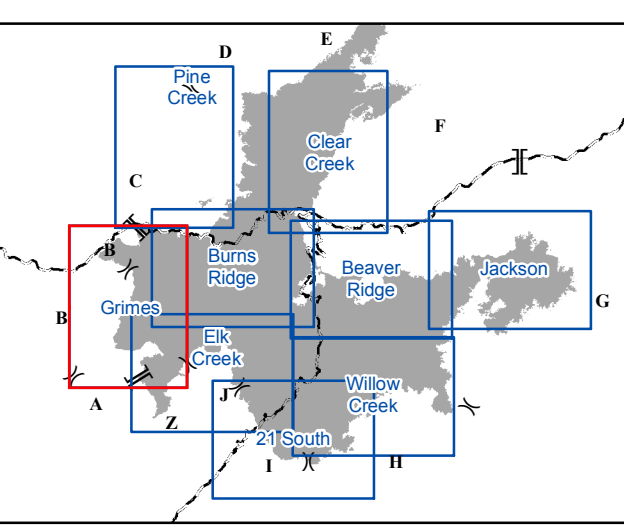 E
D
Pine
Creek
F
Clear
Creek
C
B
Burns
Ridge
Beaver
Ridge
Jackson
G
Grimes
B
Elk
Creek
J
Willow
Creek
A
Z
21 South
I
H